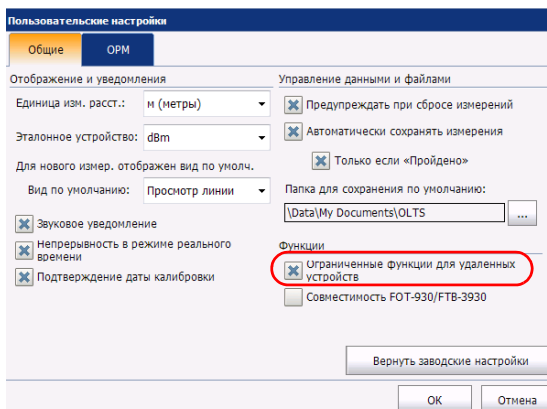 Пользовательские настройки
Общие
OPM
Отображение и уведомления
Единица изм. расст.: м (метры)
Эталонное устройство: dBm
Для нового измер. отображен вид по умолч.
Вид по умолчанию: Просмотр линии
Звуковое уведомление
Непрерывность в режиме реального
времени
Подтверждение даты калибровки
Управление данными и файлами
Предупреждать при сбросе измерений
Автоматически сохранять измерения
Только если «Пройдено»
Папка для сохранения по умолчанию:
\Data\My Documents\OLTS ...
Функции
Ограниченные функции для удаленных
устройств
Совместимость FOT-930/FTB-3930
Вернуть заводские настройки
OK
Отмена